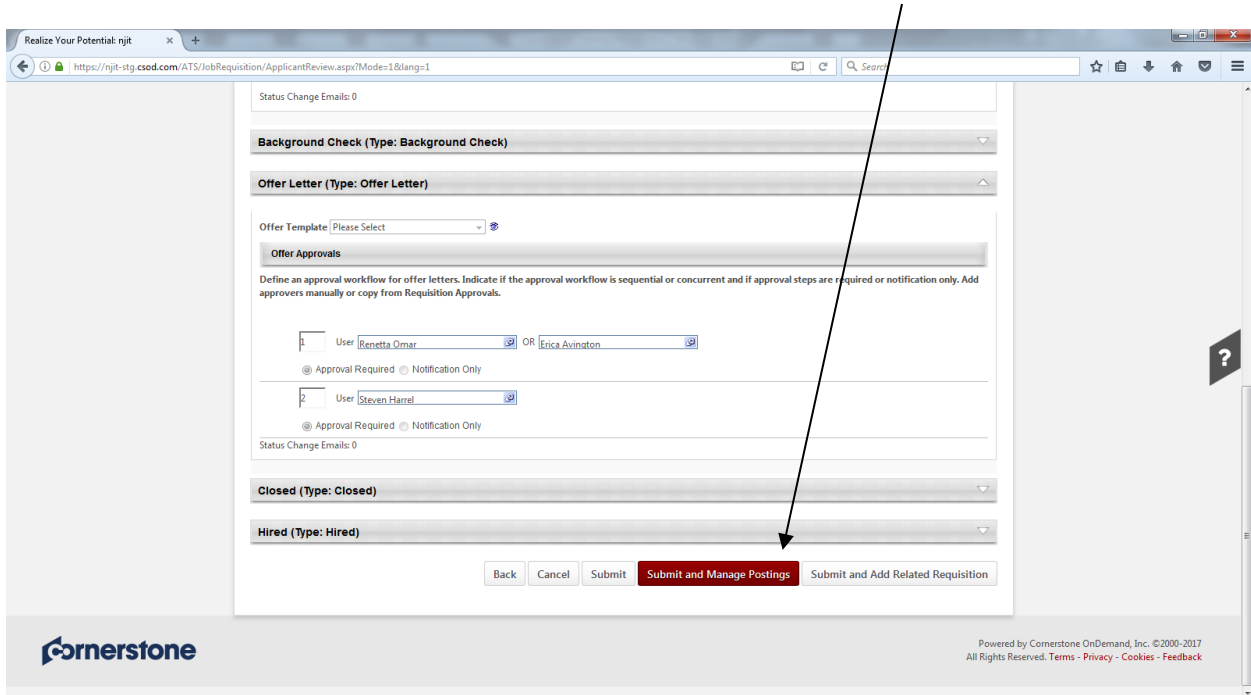 Realize Your Potential: njit × +
https://njit-stg.csod.com/ATS/JobRequisition/ApplicantReview.aspx?Mode=1&lang=1 Search
Status Change Emails: 0
Background Check (Type: Background Check)
Offer Letter (Type: Offer Letter)
Offer Template Please Select
Offer Approvals
Define an approval workflow for offer letters. Indicate if the approval workflow is sequential or concurrent and if approval steps are required or notification only. Add
approvers manually or copy from Requisition Approvals.
1 User Renetta Omar OR Erica Avington
Approval Required Notification Only
?
2 User Steven Harrel
Approval Required Notification Only
Status Change Emails: 0
Closed (Type: Closed)
Hired (Type: Hired)
Back Cancel Submit Submit and Manage Postings Submit and Add Related Requisition
cornerstone
Powered by Cornerstone OnDemand, Inc. ©2000-2017
All Rights Reserved. Terms - Privacy - Cookies - Feedback